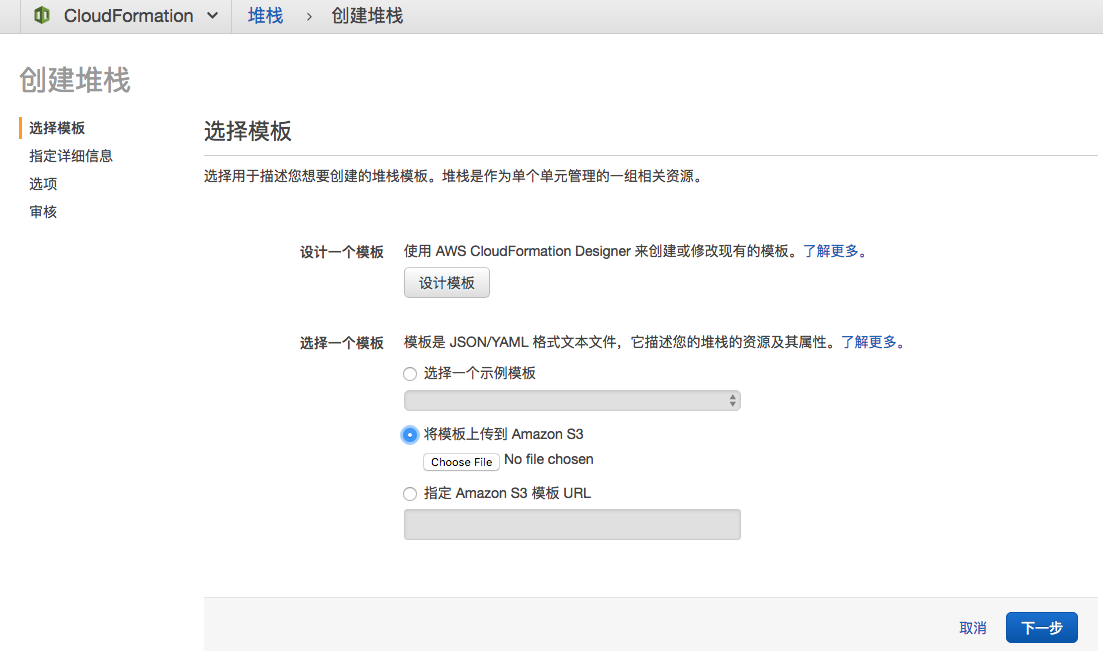 CloudFormation 堆栈 › 创建堆栈
创建堆栈
选择模板
指定详细信息
选项
审核
选择模板
选择用于描述您想要创建的堆栈模板。堆栈是作为单个单元管理的一组相关资源。
设计一个模板 使用 AWS CloudFormation Designer 来创建或修改现有的模板。了解更多。
设计模板
选择一个模板 模板是 JSON/YAML 格式文本文件，它描述您的堆栈的资源及其属性。了解更多。
选择一个示例模板
将模板上传到 Amazon S3
Choose File No file chosen
指定 Amazon S3 模板 URL
取消 下一步